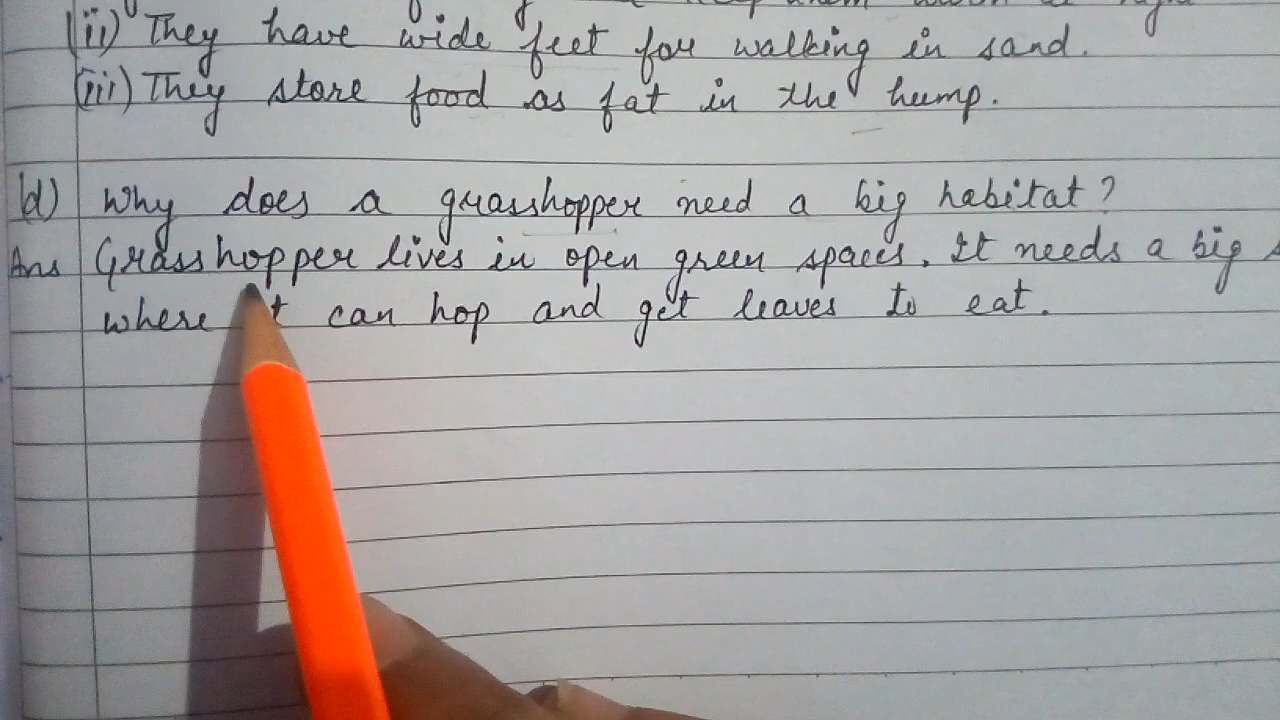 (ii) They have wide feet for walking in sand.
(iii) They store food as fat in the hump.
(d) Why does a grasshopper need a big habitat?
Ans Grasshopper lives in open green spaces. It needs a big
where it can hop and get leaves to eat.